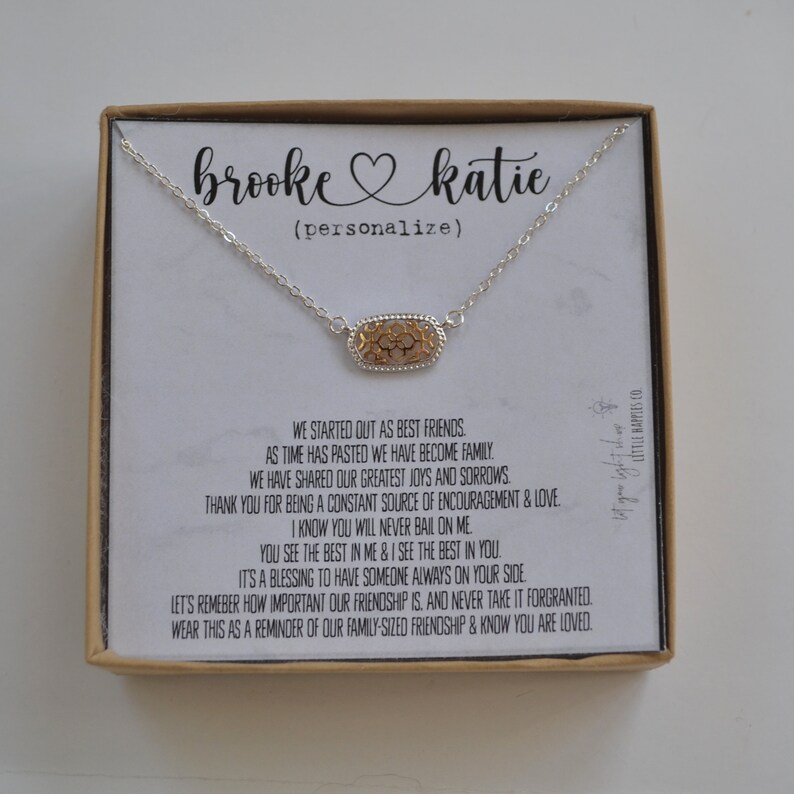 brooke katie
(personalize)
WE STARTED OUT AS BEST FRIENDS.
AS TIME HAS PASTED WE HAVE BECOME FAMILY.
WE HAVE SHARED OUR GREATEST JOYS AND SORROWS.
THANK YOU FOR BEING A CONSTANT SOURCE OF ENCOURAGEMENT & LOVE.
I KNOW YOU WILL NEVER BAIL ON ME.
YOU SEE THE BEST IN ME & I SEE THE BEST IN YOU.
IT'S A BLESSING TO HAVE SOMEONE ALWAYS ON YOUR SIDE.
LET'S REMEBER HOW IMPORTANT OUR FRIENDSHIP IS. AND NEVER TAKE IT FORGRANTED.
WEAR THIS AS A REMINDER OF OUR FAMILY-SIZED FRIENDSHIP & KNOW YOU ARE LOVED.
let your light shine
LITTLE HAPPIES CO.